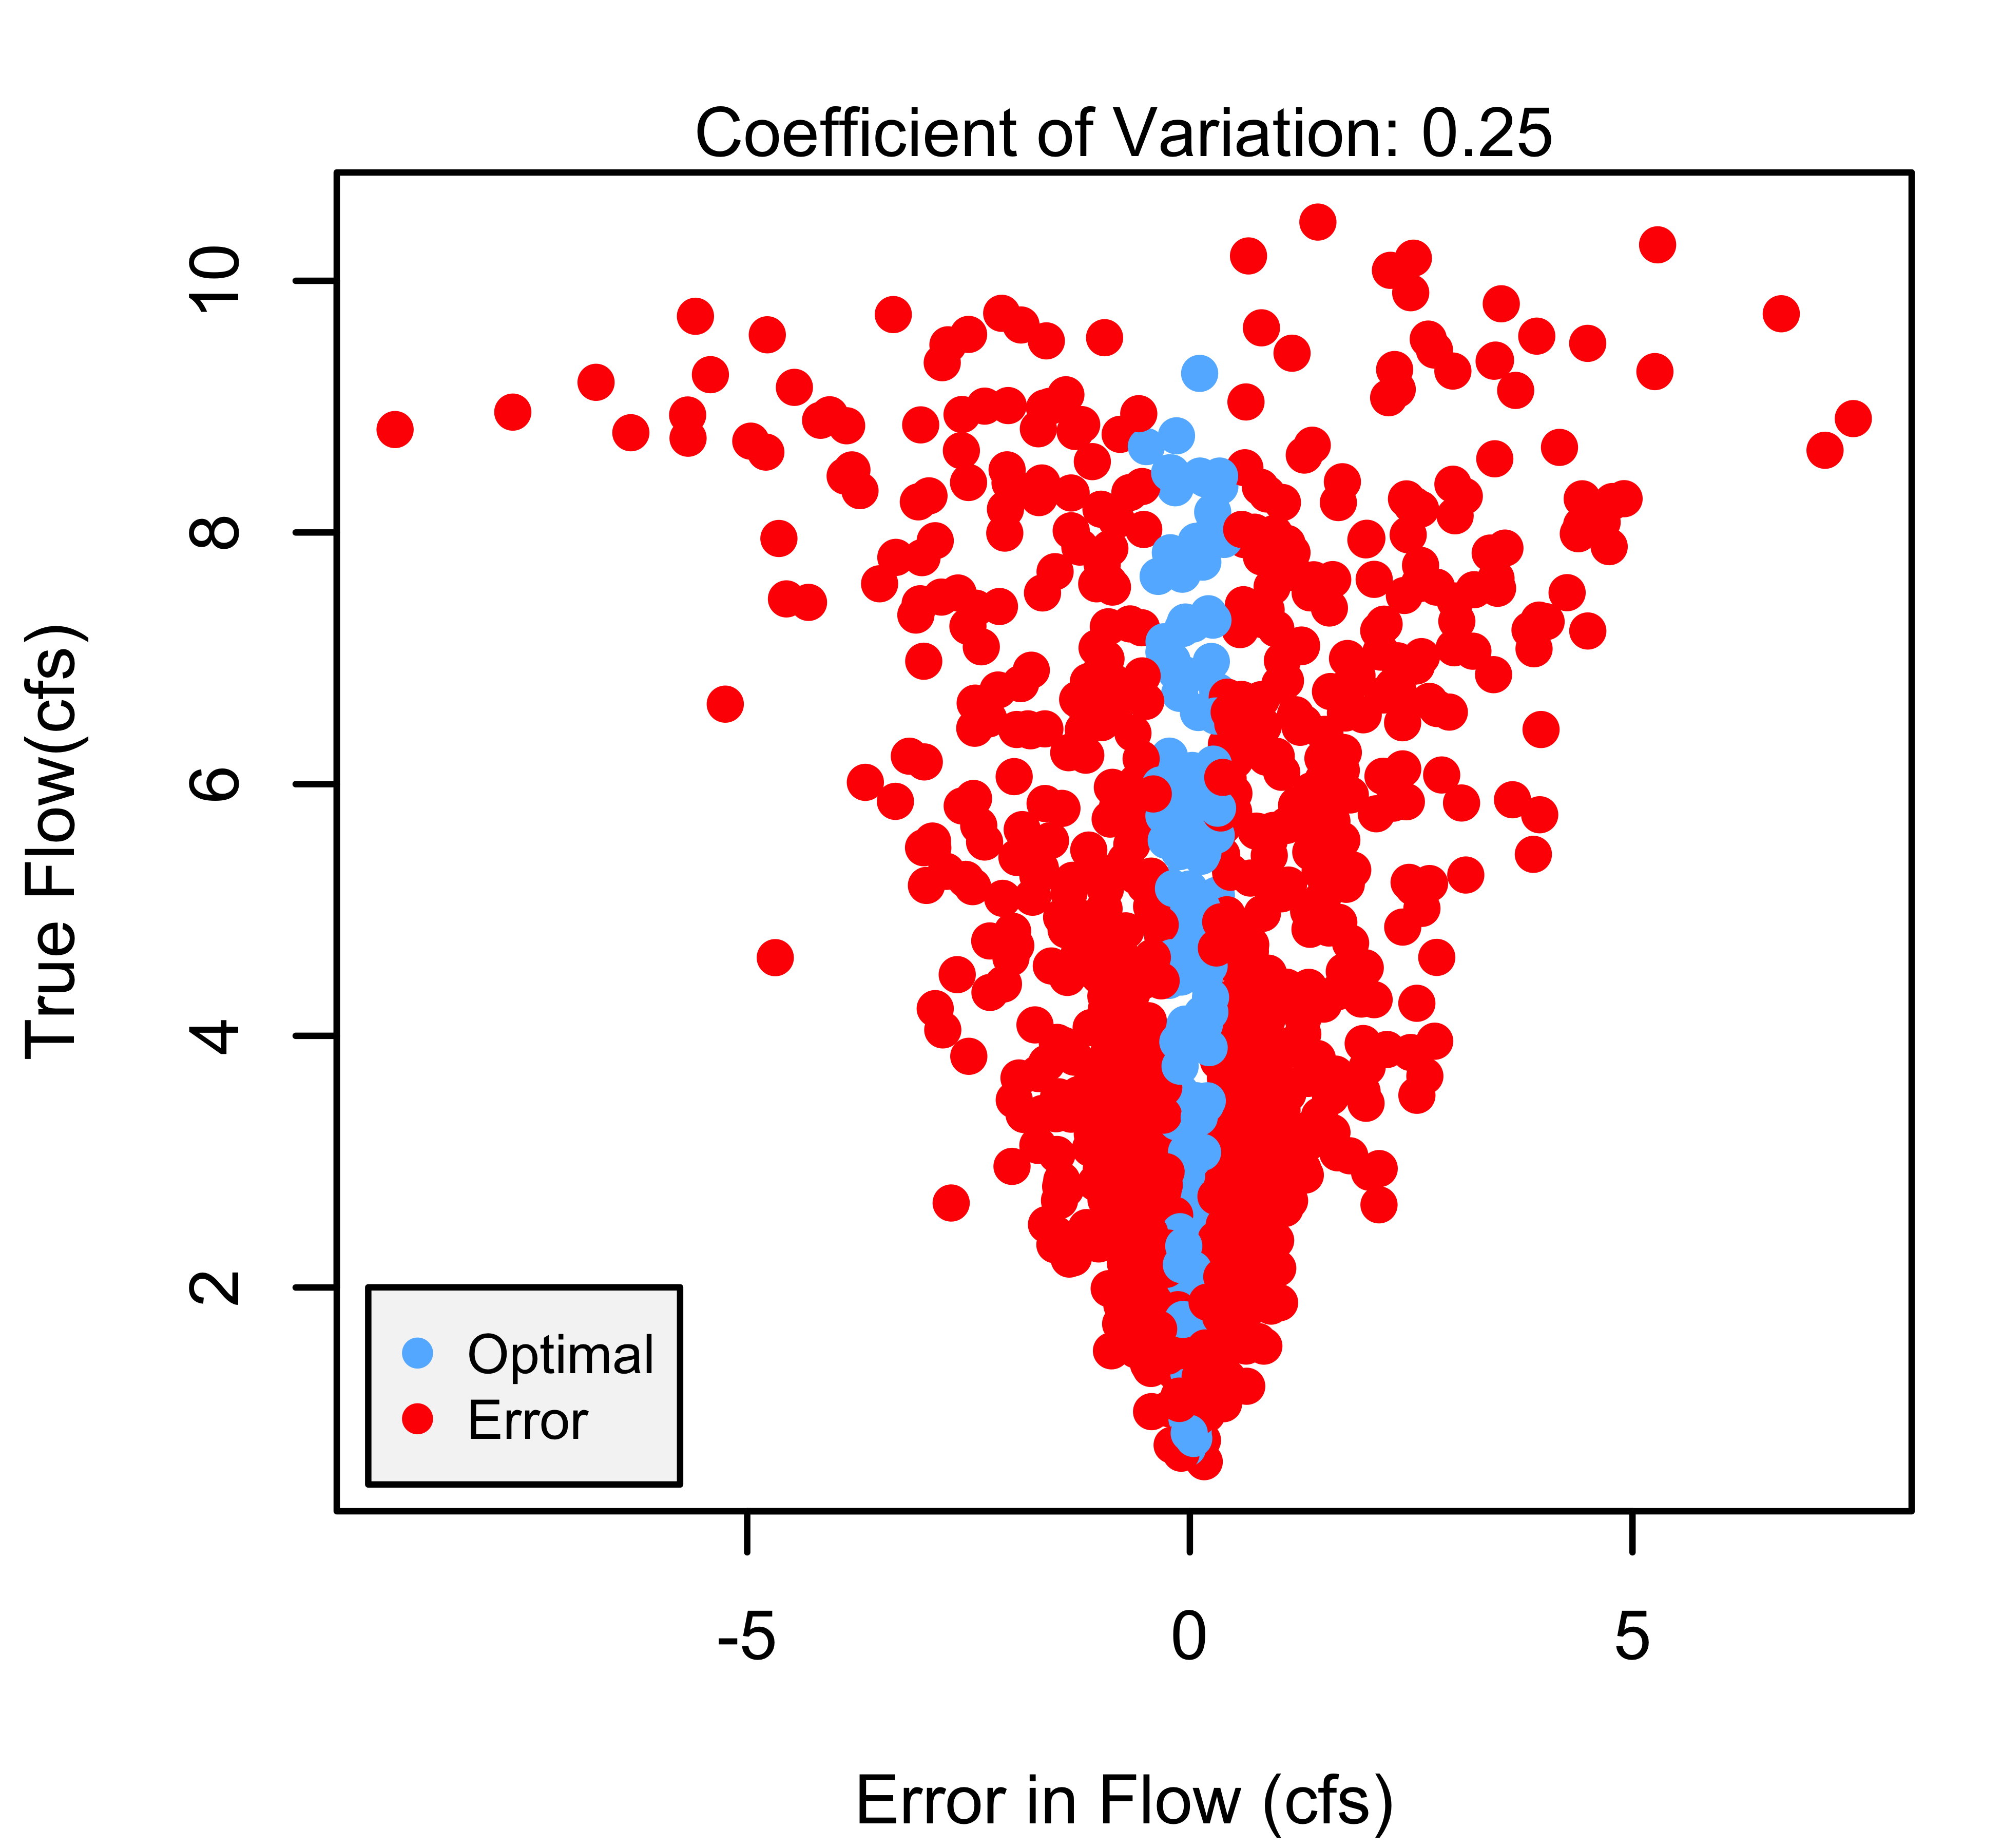 Coefficient of Variation: 0.25
True Flow(cfs)
10
8
6
4
2
Optimal
Error
-5 0 5
Error in Flow (cfs)